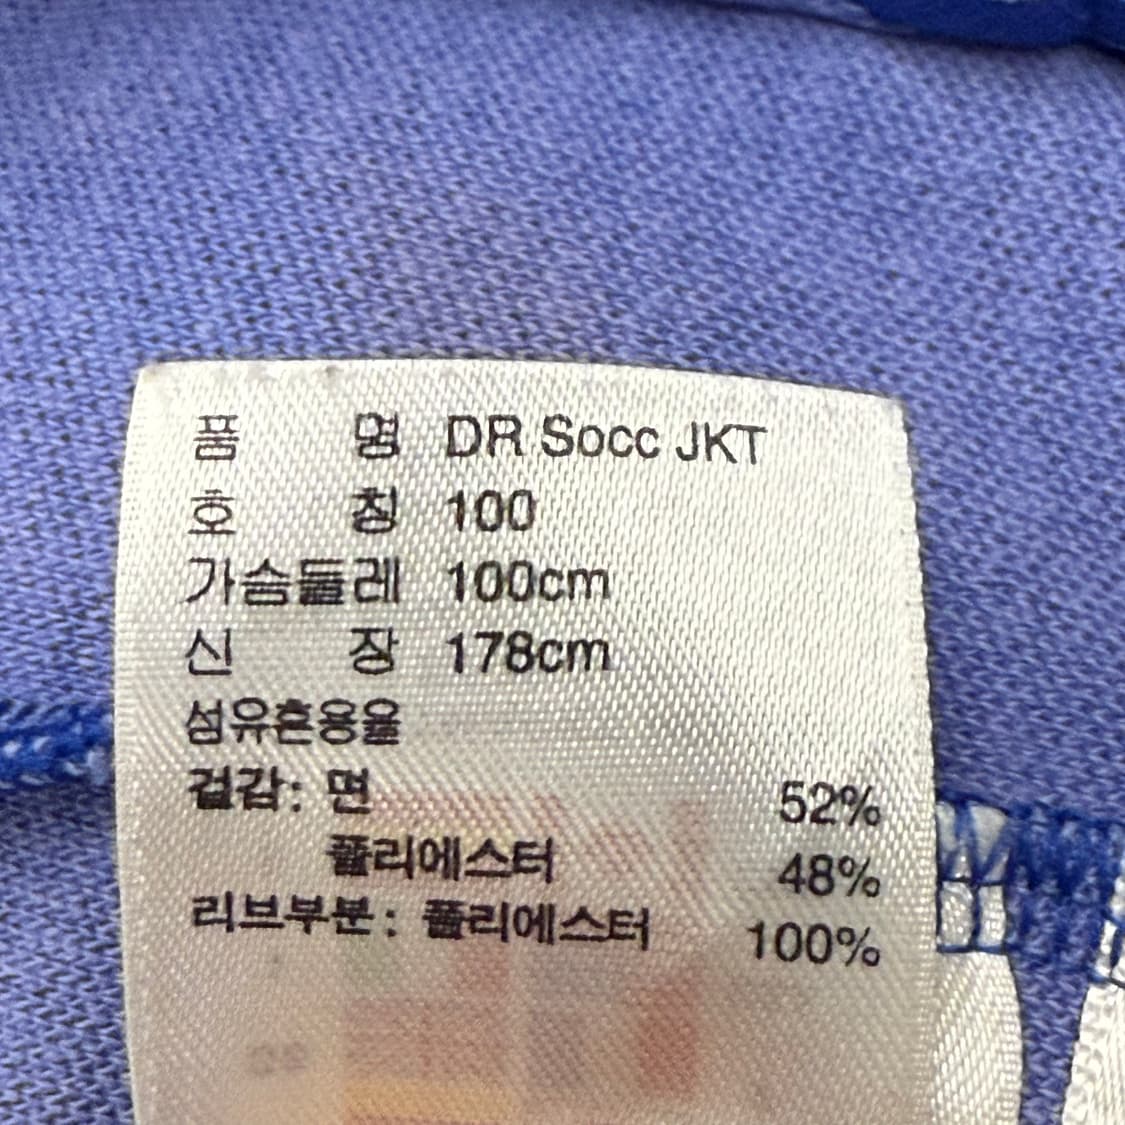 품 명 DR Socc JKT
호 칭 100
가슴둘레 100cm
신 장 178cm
섬유혼용율
겉감: 면 52%
폴리에스터 48%
리브부분: 폴리에스터 100%